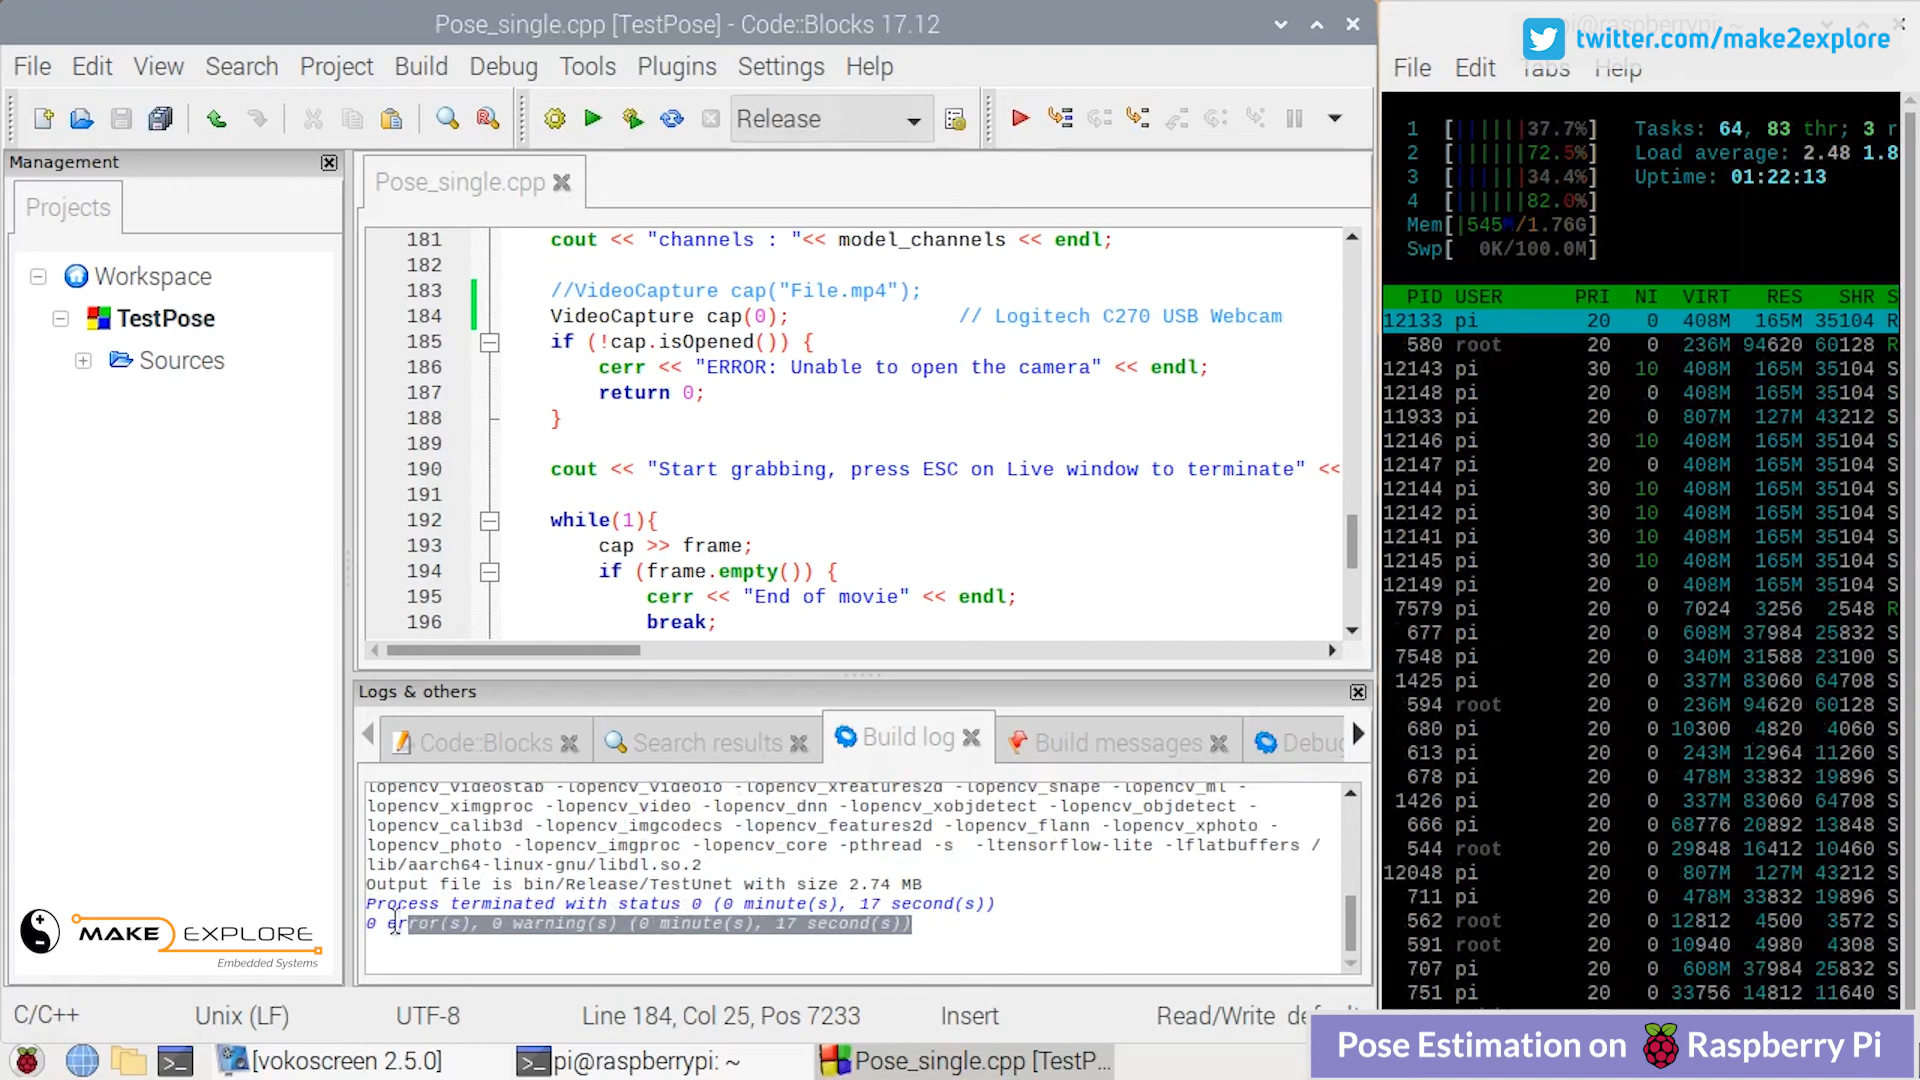 Pose_single.cpp [TestPose] - Code::Blocks 17.12
File Edit View Search Project Build Debug Tools Plugins Settings Help
Release
Management
Projects
Workspace
TestPose
Sources
Pose_single.cpp
181 cout << "channels : "<< model_channels << endl;
182
183 //VideoCapture cap("File.mp4");
184 VideoCapture cap(0); // Logitech C270 USB Webcam
185 if (!cap.isOpened()) {
186 cerr << "ERROR: Unable to open the camera" << endl;
187 return 0;
188 }
189
190 cout << "Start grabbing, press ESC on Live window to terminate" <<
191
192 while(1){
193 cap >> frame;
194 if (frame.empty()) {
195 cerr << "End of movie" << endl;
196 break;
Logs & others
Code::Blocks Search results Build log Build messages Debug
lopencv_videostab -lopencv_videoio -lopencv_xfeatures2d -lopencv_shape -lopencv_ml -
lopencv_ximgproc -lopencv_video -lopencv_dnn -lopencv_xobjdetect -lopencv_objdetect -
lopencv_calib3d -lopencv_imgcodecs -lopencv_features2d -lopencv_flann -lopencv_xphoto -
lopencv_photo -lopencv_imgproc -lopencv_core -pthread -s -ltensorflow-lite -lflatbuffers /
lib/aarch64-linux-gnu/libdl.so.2
Output file is bin/Release/TestUnet with size 2.74 MB
Process terminated with status 0 (0 minute(s), 17 second(s))
0 error(s), 0 warning(s) (0 minute(s), 17 second(s))
MAKE EXPLORE
Embedded Systems
C/C++ Unix (LF) UTF-8 Line 184, Col 25, Pos 7233 Insert Read/Write
[vokoscreen 2.5.0] pi@raspberrypi: ~ Pose_single.cpp [TestP...
twitter.com/make2explore
File Edit Tabs Help
1 [37.7%] Tasks: 64, 83 thr; 3 r
2 [72.5%] Load average: 2.48 1.8
3 [34.4%] Uptime: 01:22:13
4 [82.0%]
Mem[545M/1.76G]
Swp[0K/100.0M]
PID USER PRI NI VIRT RES SHR S
12133 pi 20 0 408M 165M 35104 R
580 root 20 0 236M 94620 60128 R
12143 pi 30 10 408M 165M 35104 S
12148 pi 20 0 408M 165M 35104 S
11933 pi 20 0 807M 127M 43212 S
12146 pi 30 10 408M 165M 35104 S
12147 pi 20 0 408M 165M 35104 S
12144 pi 30 10 408M 165M 35104 S
12142 pi 30 10 408M 165M 35104 S
12141 pi 30 10 408M 165M 35104 S
12145 pi 30 10 408M 165M 35104 S
12149 pi 20 0 408M 165M 35104 S
7579 pi 20 0 7024 3256 2548 R
677 pi 20 0 608M 37984 25832 S
7548 pi 20 0 340M 31588 23100 S
1425 pi 20 0 337M 83060 64708 S
594 root 20 0 236M 94620 60128 S
680 pi 20 0 10300 4820 4060 S
613 pi 20 0 243M 12964 11260 S
678 pi 20 0 478M 33832 19896 S
1426 pi 20 0 337M 83060 64708 S
666 pi 20 0 68776 20892 13848 S
544 root 20 0 29848 16412 10460 S
12048 pi 20 0 807M 127M 43212 S
711 pi 20 0 478M 33832 19896 S
562 root 20 0 12812 4500 3572 S
591 root 20 0 10940 4980 4308 S
707 pi 20 0 608M 37984 25832 S
751 pi 20 0 33756 14812 11640 S
Pose Estimation on Raspberry Pi